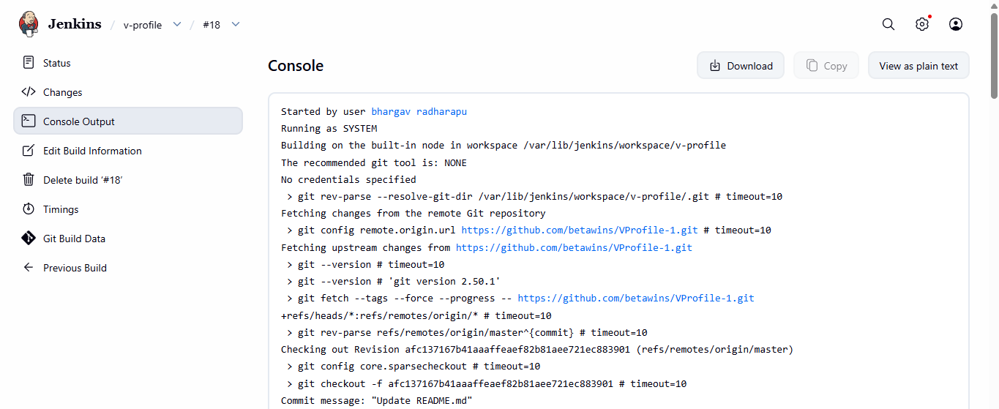 Jenkins / v-profile / #18
Status
Changes
Console Output
Edit Build Information
Delete build ‘#18’
Timings
Git Build Data
Previous Build
Console
Download
Copy
View as plain text
Started by user bhargav radharapu
Running as SYSTEM
Building on the built-in node in workspace /var/lib/jenkins/workspace/v-profile
The recommended git tool is: NONE
No credentials specified
> git rev-parse --resolve-git-dir /var/lib/jenkins/workspace/v-profile/.git # timeout=10
Fetching changes from the remote Git repository
> git config remote.origin.url https://github.com/betawins/VProfile-1.git # timeout=10
Fetching upstream changes from https://github.com/betawins/VProfile-1.git
> git --version # timeout=10
> git --version # 'git version 2.50.1'
> git fetch --tags --force --progress -- https://github.com/betawins/VProfile-1.git
+refs/heads/*:refs/remotes/origin/* # timeout=10
> git rev-parse refs/remotes/origin/master^{commit} # timeout=10
Checking out Revision afc137167b41aaaffeaef82b81aee721ec883901 (refs/remotes/origin/master)
> git config core.sparsecheckout # timeout=10
> git checkout -f afc137167b41aaaffeaef82b81aee721ec883901 # timeout=10
Commit message: "Update README.md"